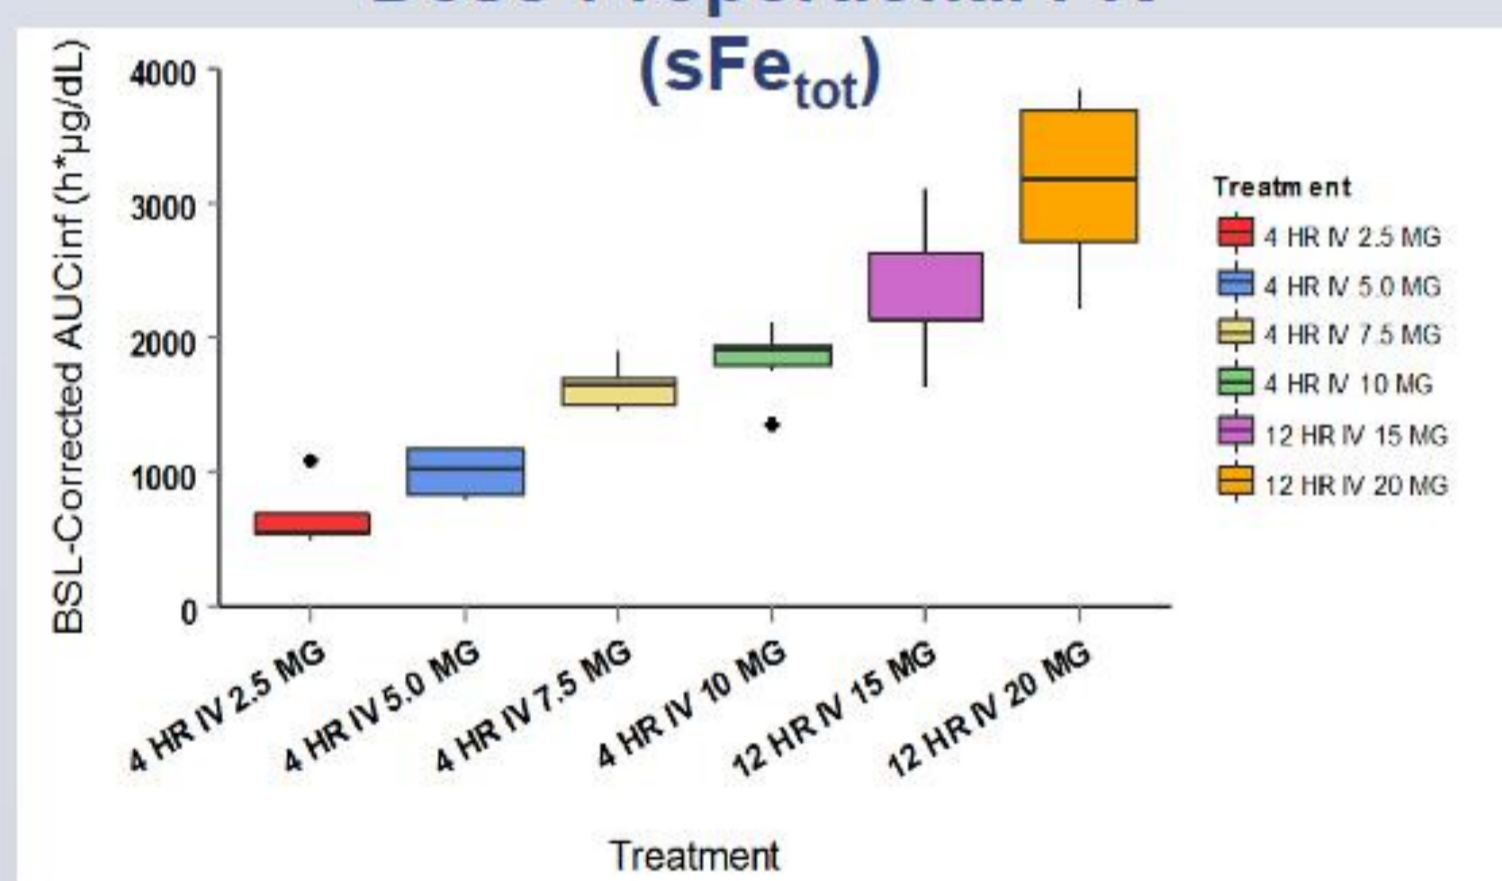 (sFetot)
BSL-Corrected AUCinf (h*µg/dL)
4000
3000
2000
1000
0
4 HR IV 2.5 MG
4 HR IV 5.0 MG
4 HR IV 7.5 MG
4 HR IV 10 MG
12 HR IV 15 MG
12 HR IV 20 MG
Treatment
Treatment
4 HR IV 2.5 MG
4 HR IV 5.0 MG
4 HR IV 7.5 MG
4 HR IV 10 MG
12 HR IV 15 MG
12 HR IV 20 MG